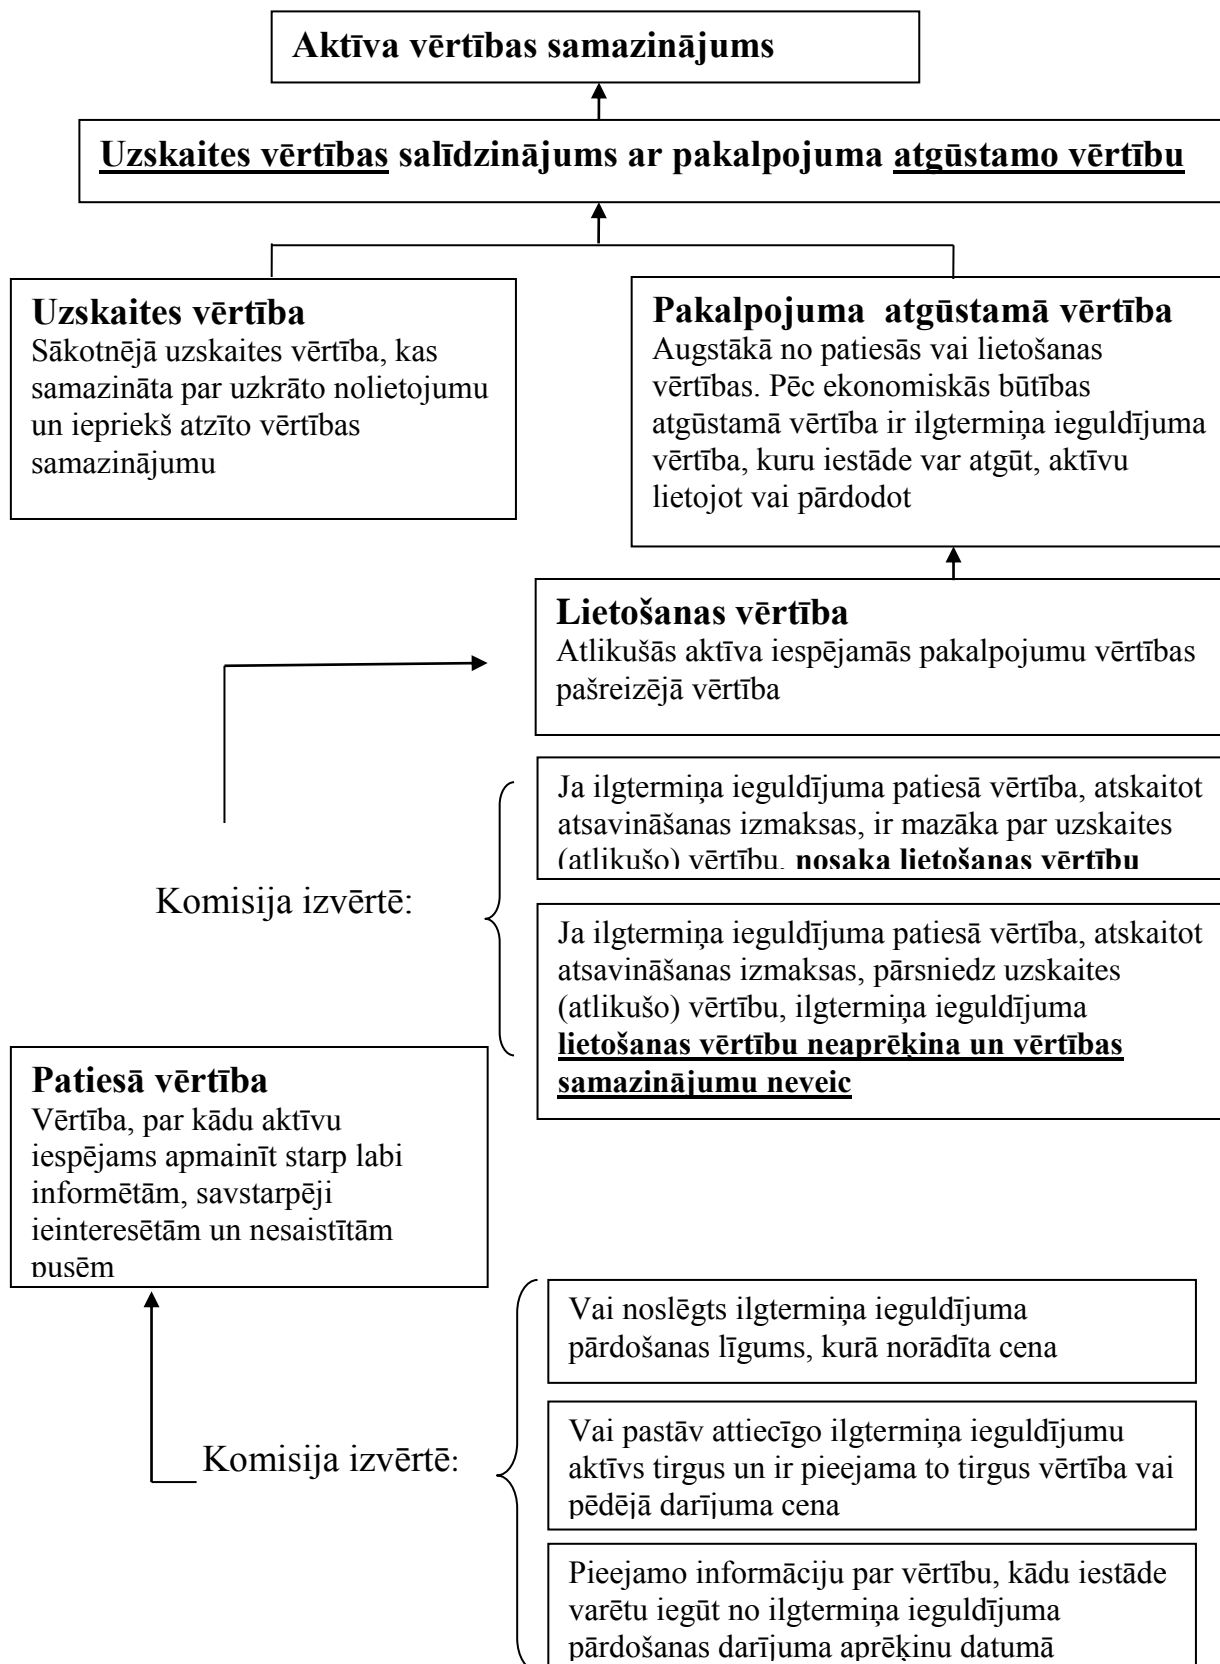 Aktīva vērtības samazinājums
Uzskaites vērtības salīdzinājums ar pakalpojuma atgūstamo vērtību
Uzskaites vērtība
Sākotnējā uzskaites vērtība, kas
samazināta par uzkrāto nolietojumu
un iepriekš atzīto vērtības
samazinājumu
Pakalpojuma atgūstamā vērtība
Augstākā no patiesās vai lietošanas
vērtības. Pēc ekonomiskās būtības
atgūstamā vērtība ir ilgtermiņa ieguldījuma
vērtība, kuru iestāde var atgūt, aktīvu
lietojot vai pārdodot
Lietošanas vērtība
Atlikušās aktīva iespējamās pakalpojumu vērtības
pašreizējā vērtība
Ja ilgtermiņa ieguldījuma patiesā vērtība, atskaitot
atsavināšanas izmaksas, ir mazāka par uzskaites
(atlikušo) vērtību, nosaka lietošanas vērtību
Komisija izvērtē:
Ja ilgtermiņa ieguldījuma patiesā vērtība, atskaitot
atsavināšanas izmaksas, pārsniedz uzskaites
(atlikušo) vērtību, ilgtermiņa ieguldījuma
lietošanas vērtību neaprēķina un vērtības
samazinājumu neveic
Patiesā vērtība
Vērtība, par kādu aktīvu
iespējams apmainīt starp labi
informētām, savstarpēji
ieinteresētām un nesaistītām
pusēm
Vai noslēgts ilgtermiņa ieguldījuma
pārdošanas līgums, kurā norādīta cena
Komisija izvērtē:
Vai pastāv attiecīgo ilgtermiņa ieguldījumu
aktīvs tirgus un ir pieejama to tirgus vērtība vai
pēdējā darījuma cena
Pieejamo informāciju par vērtību, kādu iestāde
varētu iegūt no ilgtermiņa ieguldījuma
pārdošanas darījuma aprēķinu datumā